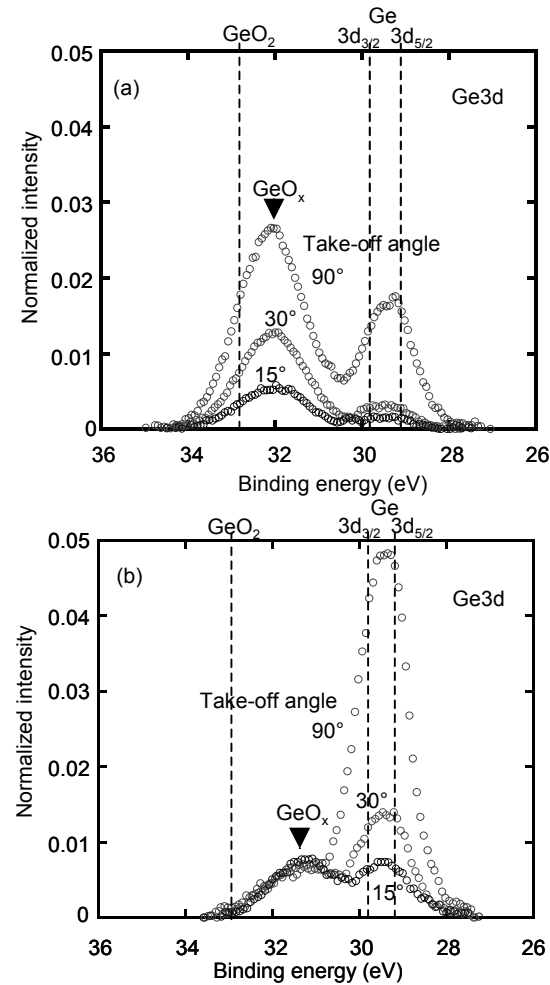 Ge
GeO₂ 3d₃/₂ 3d₅/₂
0.05
(a)
Ge3d
0.04
0.03
GeOₓ
Take-off angle
90°
0.02
30°
0.01
15°
0
36 34 32 30 28 26
Normalized intensity
Binding energy (eV)
Ge
GeO₂ 3d₃/₂ 3d₅/₂
0.05
(b)
Ge3d
0.04
0.03
Take-off angle
90°
0.02
GeOₓ
30°
0.01
15°
0
36 34 32 30 28 26
Normalized intensity
Binding energy (eV)